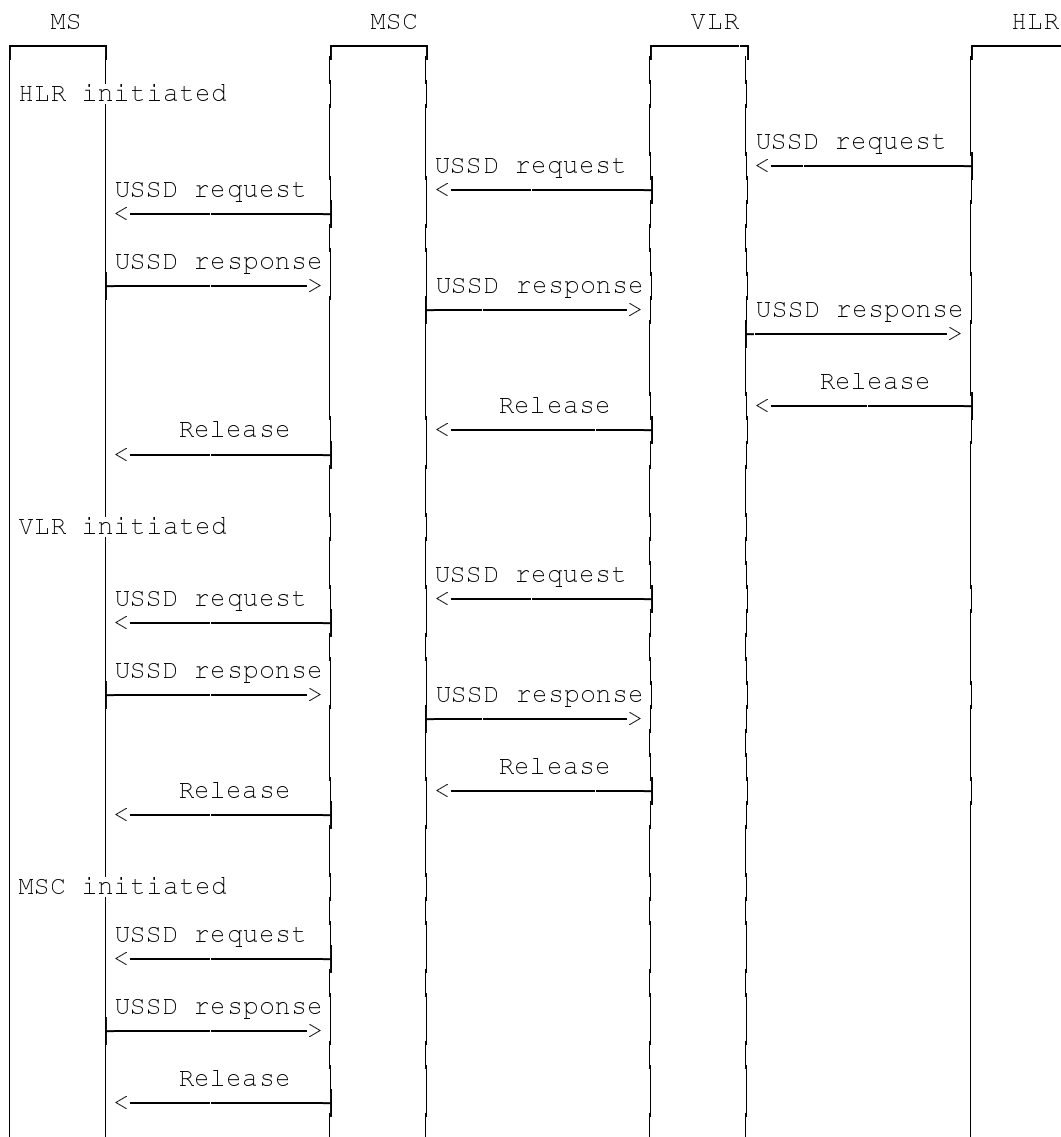 MS MSC VLR HLR
HLR initiated
USSD request
USSD request
USSD request
USSD response
USSD response
USSD response
Release
Release
Release
VLR initiated
USSD request
USSD request
USSD response
USSD response
Release
Release
MSC initiated
USSD request
USSD response
Release